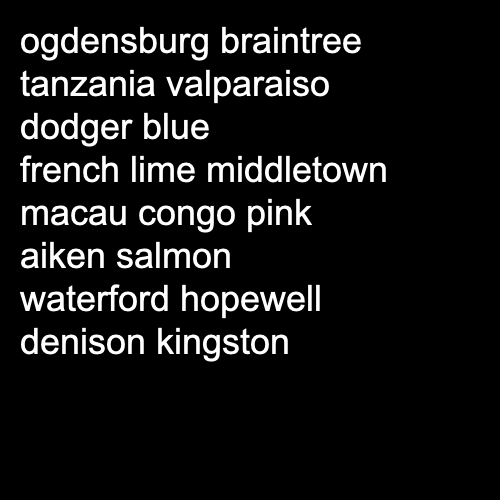 ogdensburg braintree
tanzania valparaiso
dodger blue
french lime middletown
macau congo pink
aiken salmon
waterford hopewell
denison kingston